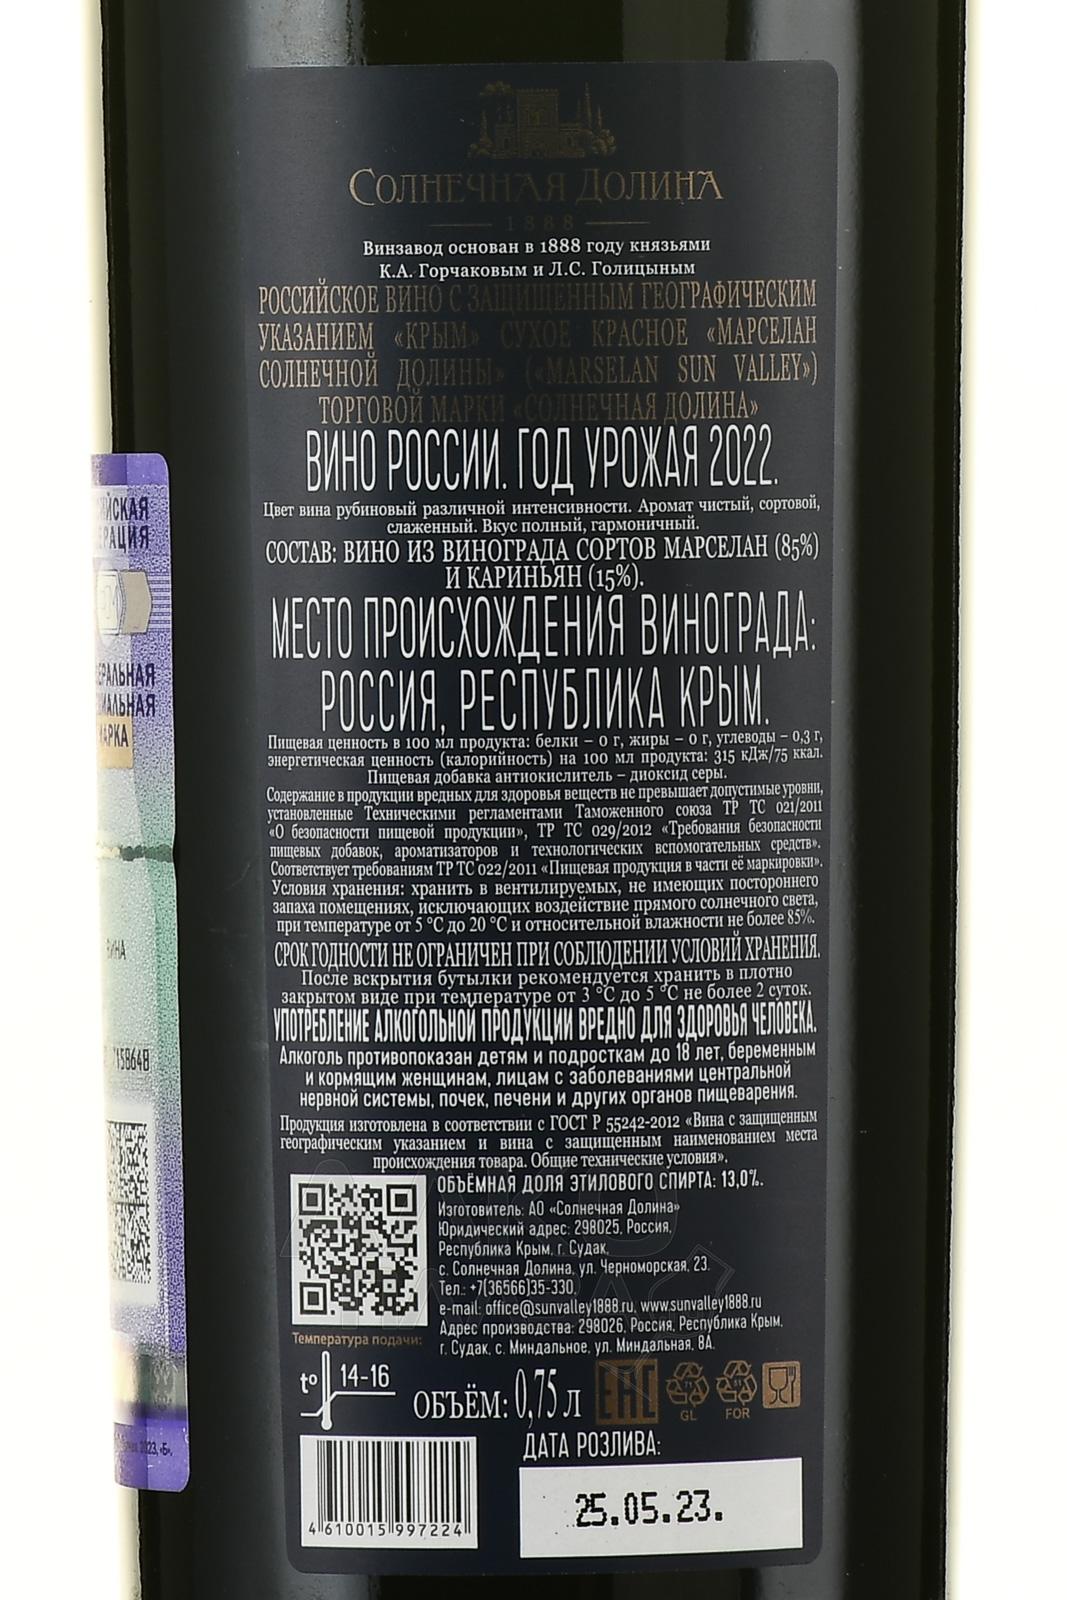 СОЛНЕЧНАЯ ДОЛИНА
1888
Винзавод основан в 1888 году князьями
К.А. Горчаковым и Л.С. Голицыным
РОССИЙСКОЕ ВИНО С ЗАЩИЩЕННЫМ ГЕОГРАФИЧЕСКИМ
УКАЗАНИЕМ «КРЫМ» СУХОЕ КРАСНОЕ «МАРСЕЛАН
СОЛНЕЧНОЙ ДОЛИНЫ» («MARSELAN SUN VALLEY»)
ТОРГОВОЙ МАРКИ «СОЛНЕЧНАЯ ДОЛИНА»
ВИНО РОССИИ. ГОД УРОЖАЯ 2022.
Цвет вина рубиновый различной интенсивности. Аромат чистый, сортовой,
слаженный. Вкус полный, гармоничный.
СОСТАВ: ВИНО ИЗ ВИНОГРАДА СОРТОВ МАРСЕЛАН (85%)
И КАРИНЬЯН (15%).
МЕСТО ПРОИСХОЖДЕНИЯ ВИНОГРАДА:
РОССИЯ, РЕСПУБЛИКА КРЫМ.
Пищевая ценность в 100 мл продукта: белки – 0 г, жиры – 0 г, углеводы – 0,3 г,
энергетическая ценность (калорийность) на 100 мл продукта: 315 кДж/75 ккал.
Пищевая добавка антиокислитель – диоксид серы.
Содержание в продукции вредных для здоровья веществ не превышает допустимые уровни,
установленные Техническими регламентами Таможенного союза ТР ТС 021/2011
«О безопасности пищевой продукции», ТР ТС 029/2012 «Требования безопасности
пищевых добавок, ароматизаторов и технологических вспомогательных средств».
Соответствует требованиям ТР ТС 022/2011 «Пищевая продукция в части её маркировки».
Условия хранения: хранить в вентилируемых, не имеющих постороннего
запаха помещениях, исключающих воздействие прямого солнечного света,
при температуре от 5 °С до 20 °С и относительной влажности не более 85%.
СРОК ГОДНОСТИ НЕ ОГРАНИЧЕН ПРИ СОБЛЮДЕНИИ УСЛОВИЙ ХРАНЕНИЯ.
После вскрытия бутылки рекомендуется хранить в плотно
закрытом виде при температуре от 3 °С до 5 °С не более 2 суток.
УПОТРЕБЛЕНИЕ АЛКОГОЛЬНОЙ ПРОДУКЦИИ ВРЕДНО ДЛЯ ЗДОРОВЬЯ ЧЕЛОВЕКА.
Алкоголь противопоказан детям и подросткам до 18 лет, беременным
и кормящим женщинам, лицам с заболеваниями центральной
нервной системы, почек, печени и других органов пищеварения.
Продукция изготовлена в соответствии с ГОСТ Р 55242-2012 «Вина с защищенным
географическим указанием и вина с защищенным наименованием места
происхождения товара. Общие технические условия».
ОБЪЁМНАЯ ДОЛЯ ЭТИЛОВОГО СПИРТА: 13,0%.
Изготовитель: АО «Солнечная Долина»
Юридический адрес: 298025, Россия,
Республика Крым, г. Судак,
с. Солнечная Долина, ул. Черноморская, 23.
Тел.: +7(36566)35-330,
e-mail: office@sunvalley1888.ru, www.sunvalley1888.ru
Адрес производства: 298026, Россия, Республика Крым,
г. Судак, с. Миндальное, ул. Миндальная, 8А.
Температура подачи:
t° 14-16
ОБЪЁМ: 0,75 л
EAC
GL
FOR
ДАТА РОЗЛИВА:
25.05.23.
4 610015 997224
ЙСКАЯ
РАЦИЯ
ЕРАЛЬНАЯ
ИАЛЬНАЯ
МАРКА
ВИНА
715864В
2023, «Б».